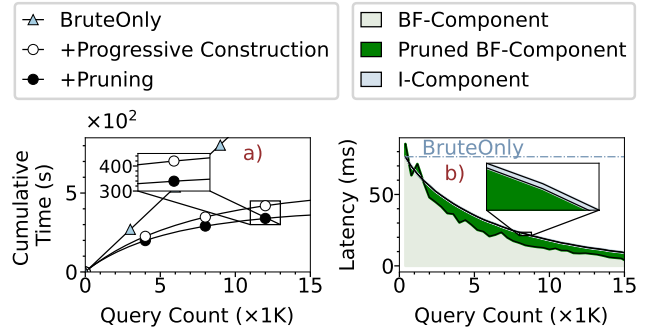 BruteOnly
+Progressive Construction
+Pruning
BF-Component
Pruned BF-Component
I-Component
×10²
Cumulative
Time (s)
5
0
400
300
a)
0 5 10 15
Query Count (×1K)
Latency (ms)
50
0
BruteOnly
b)
0 5 10 15
Query Count (×1K)